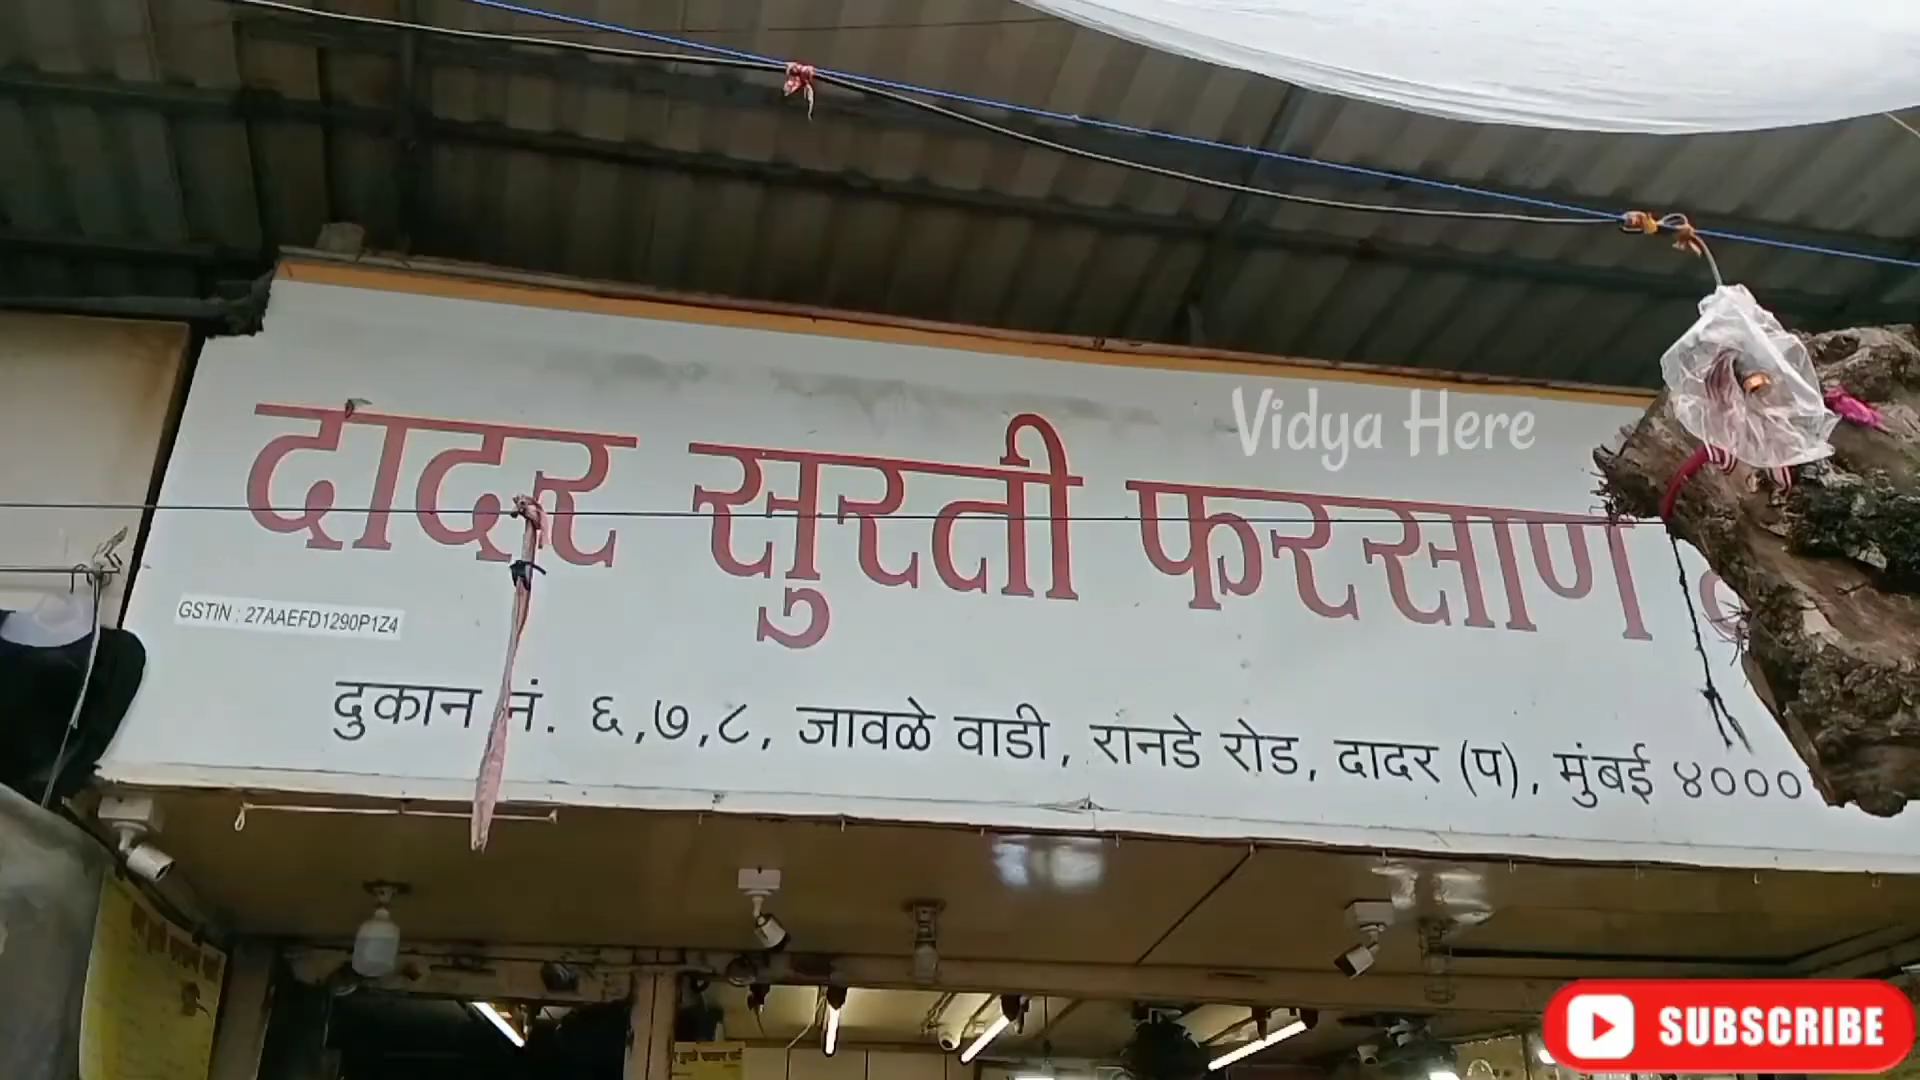 Vidya Here
दादर सुरती फरसाण
GSTIN : 27AAEFD1290P1Z4
दुकान नं. ६,७,८, जावळे वाडी, रानडे रोड, दादर (प), मुंबई ४०००
SUBSCRIBE